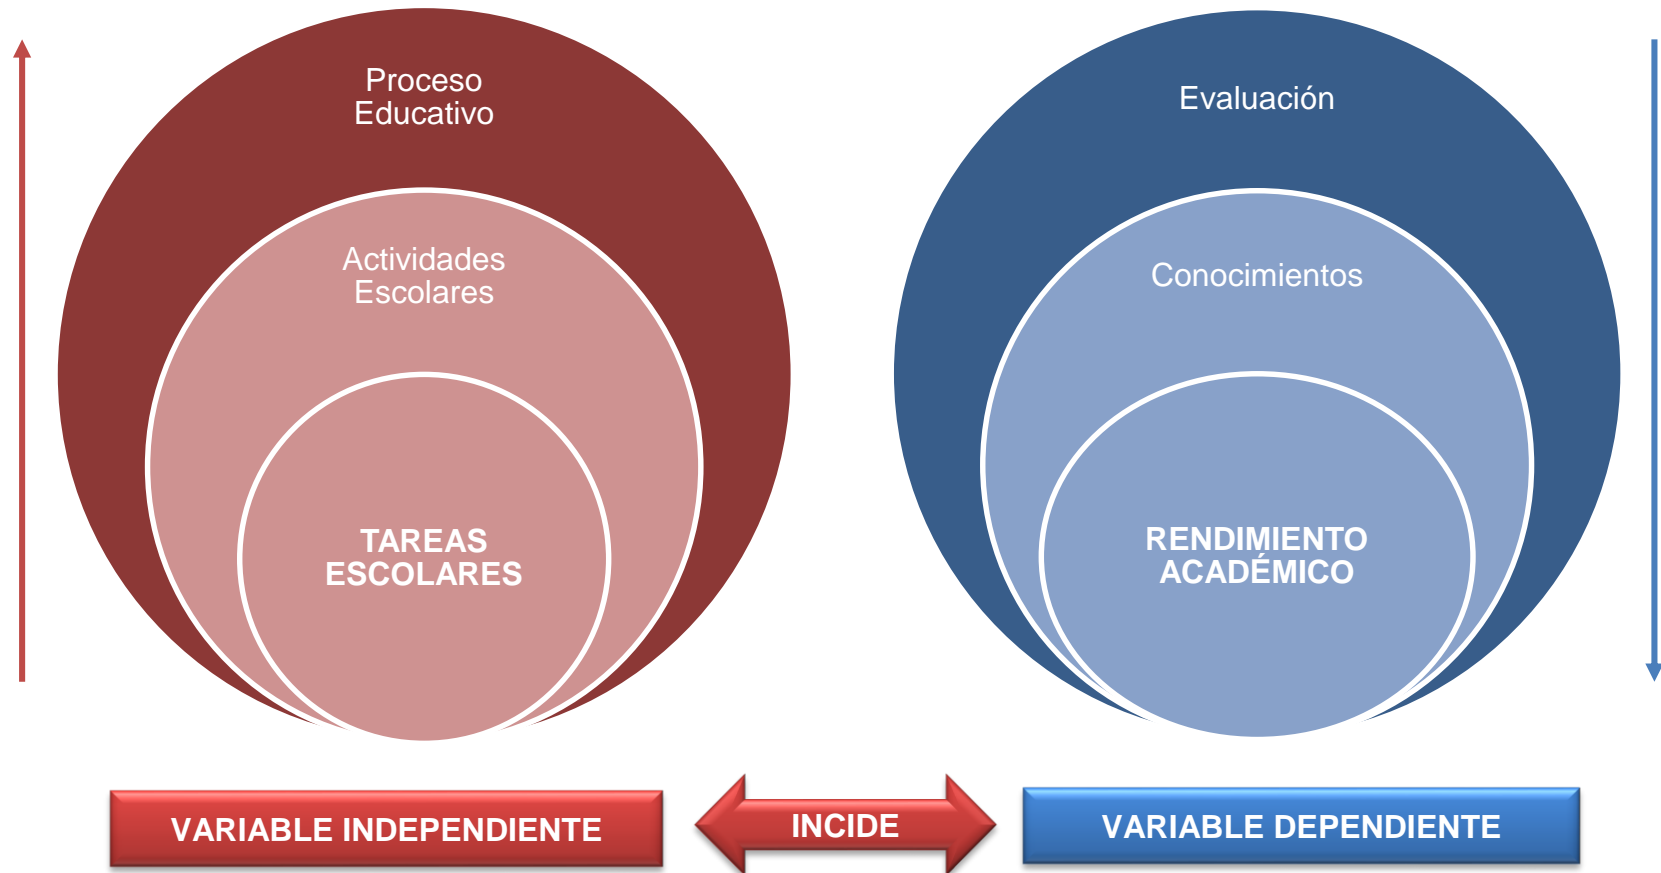 Proceso
Educativo
Actividades
Escolares
TAREAS
ESCOLARES
Evaluación
Conocimientos
RENDIMIENTO
ACADÉMICO
VARIABLE INDEPENDIENTE
INCIDE
VARIABLE DEPENDIENTE